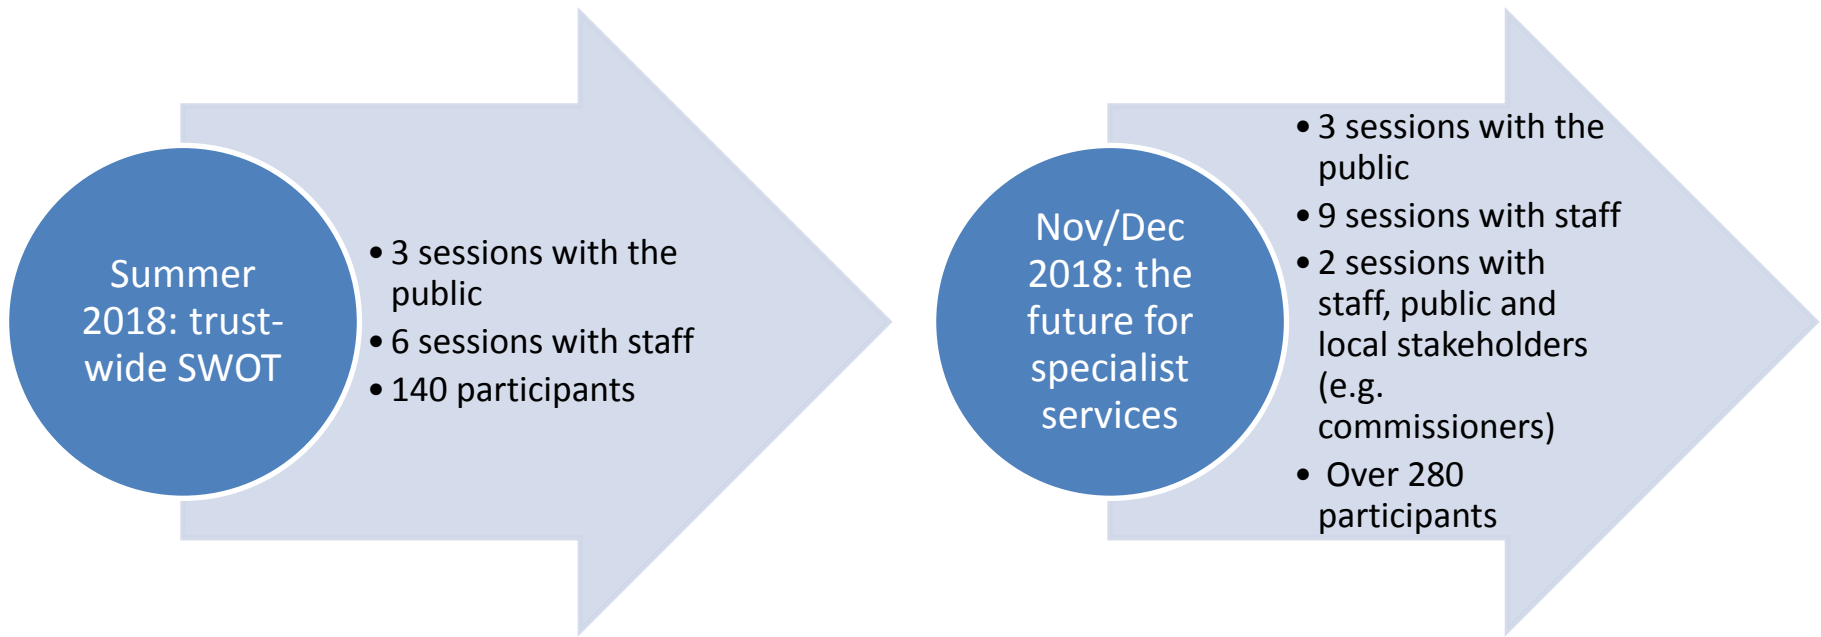 Summer
2018: trust-
wide SWOT
• 3 sessions with the
public
• 6 sessions with staff
• 140 participants
Nov/Dec
2018: the
future for
specialist
services
• 3 sessions with the
public
• 9 sessions with staff
• 2 sessions with
staff, public and
local stakeholders
(e.g.
commissioners)
• Over 280
participants